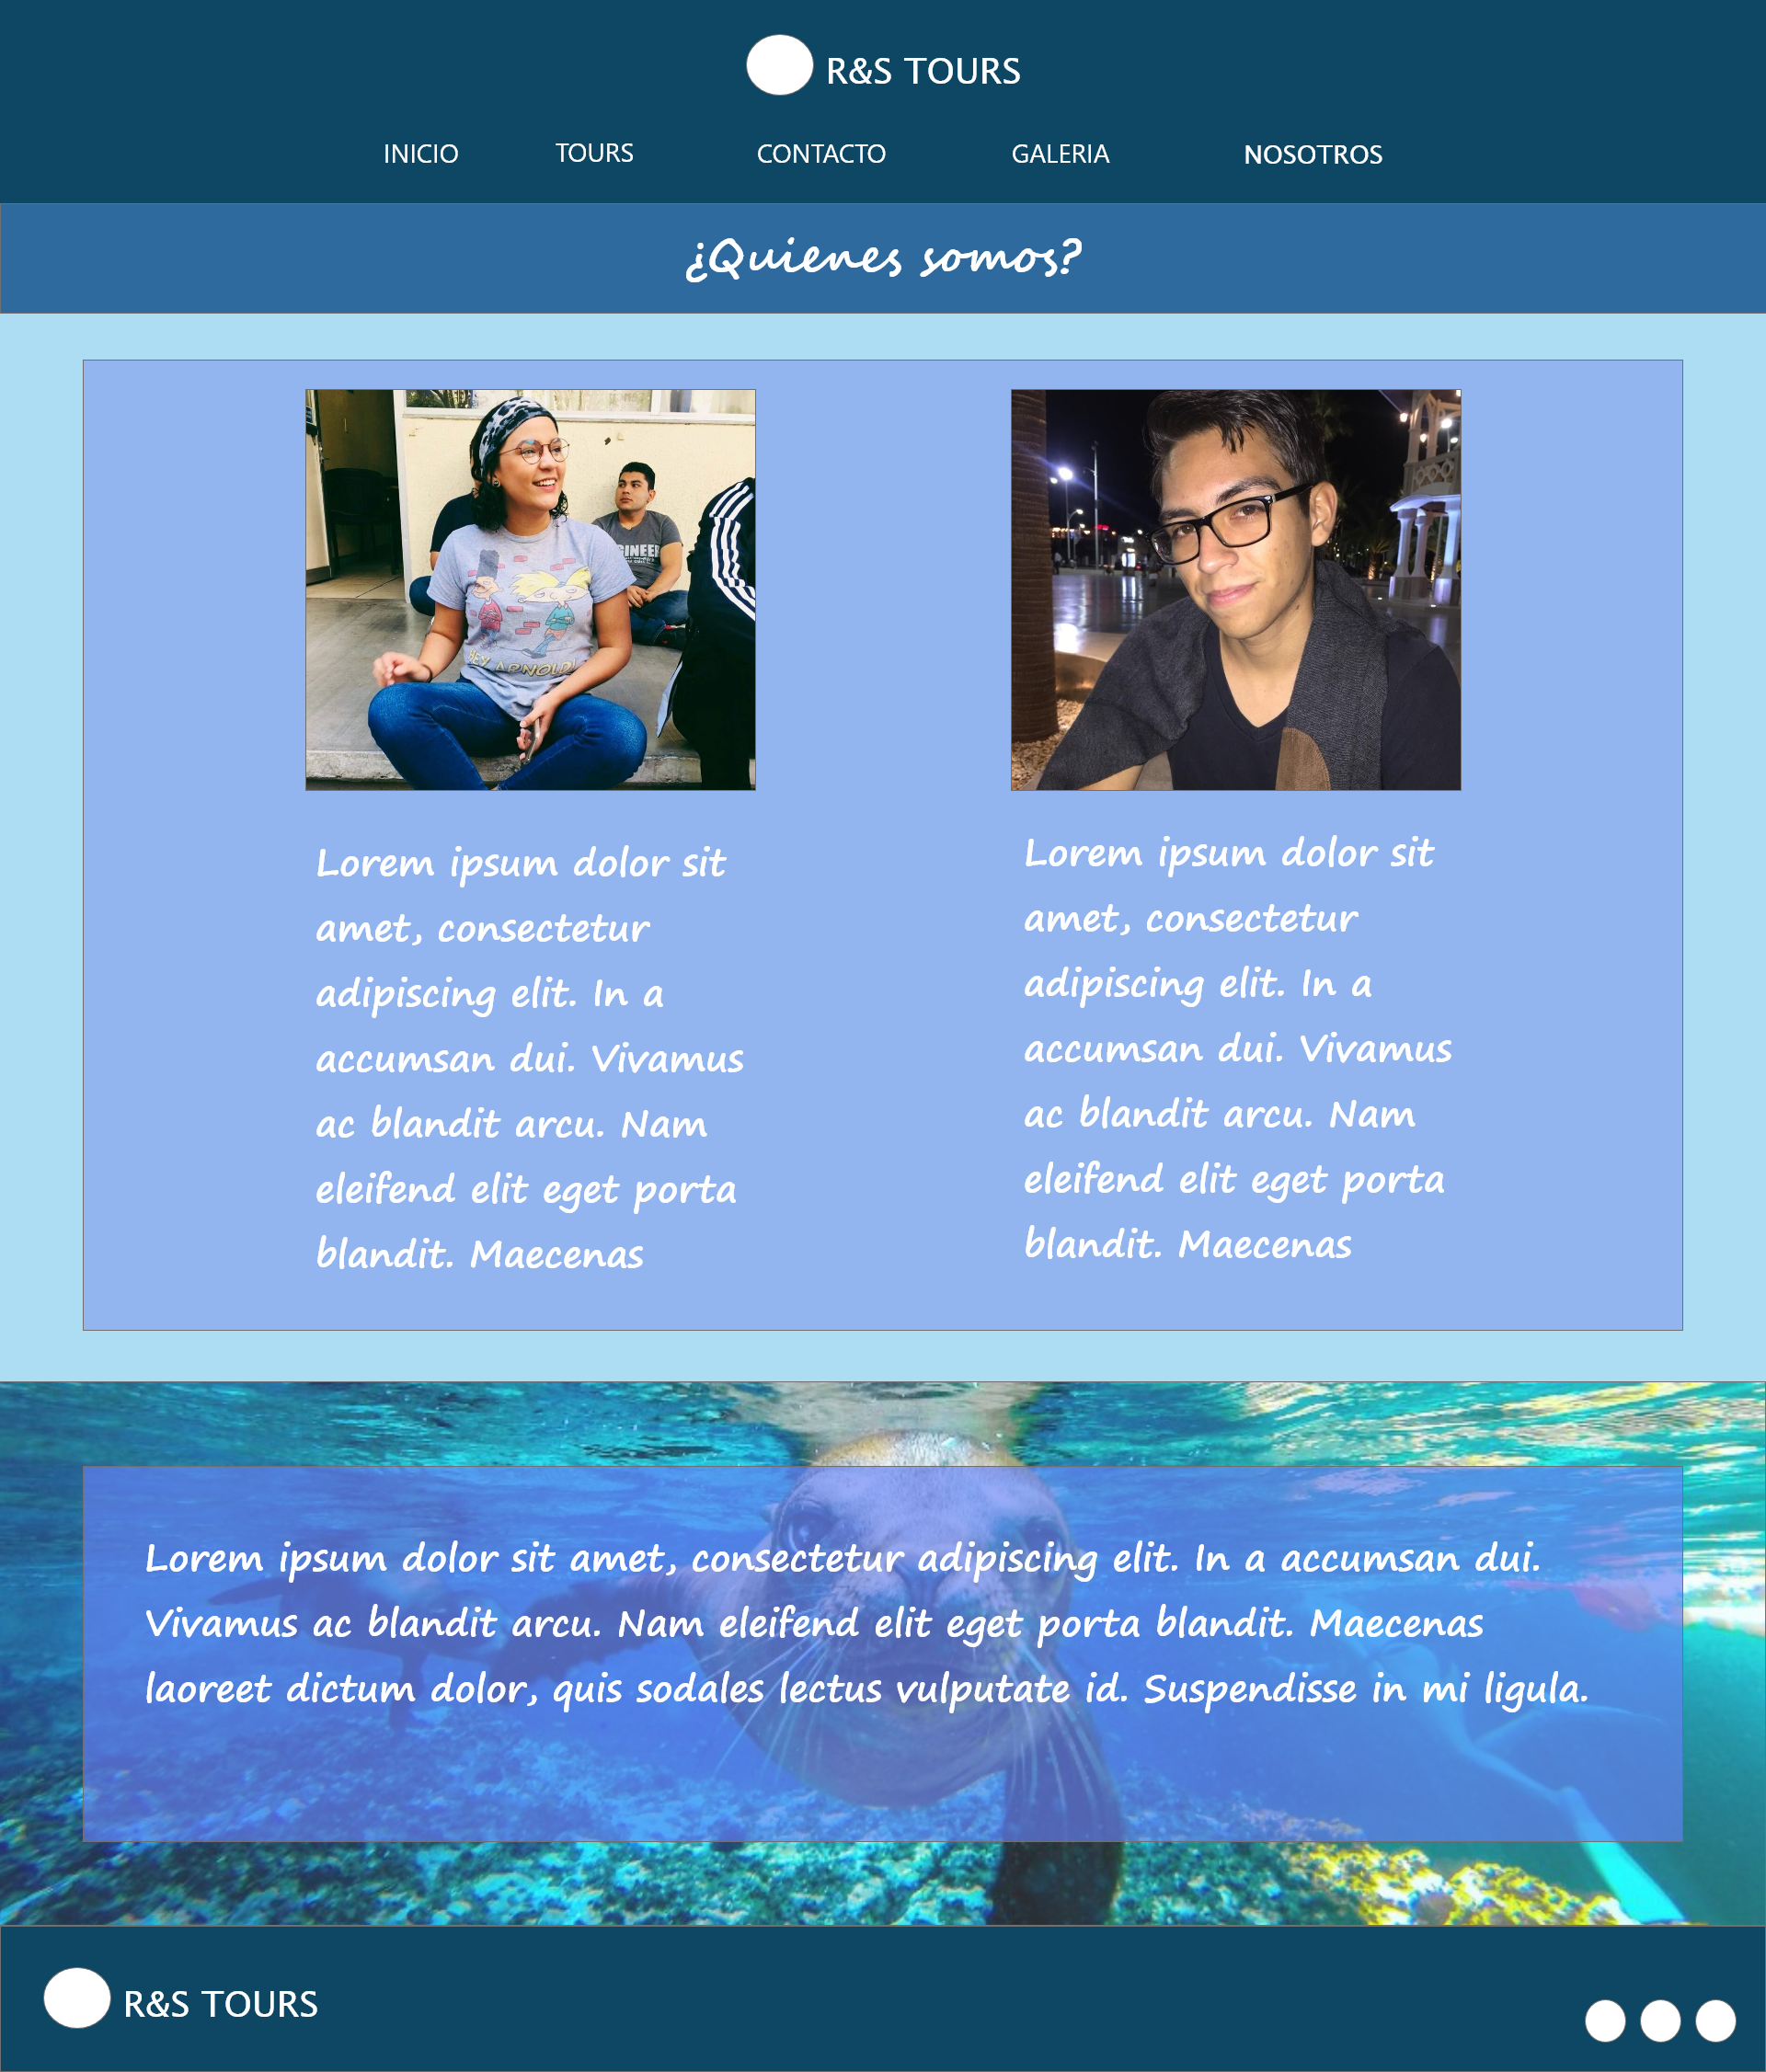 R&S TOURS
INICIO TOURS CONTACTO GALERIA NOSOTROS
¿Quienes somos?
GINEE
HEY ARNOLD!
Lorem ipsum dolor sit
amet, consectetur
adipiscing elit. In a
accumsan dui. Vivamus
ac blandit arcu. Nam
eleifend elit eget porta
blandit. Maecenas
Lorem ipsum dolor sit
amet, consectetur
adipiscing elit. In a
accumsan dui. Vivamus
ac blandit arcu. Nam
eleifend elit eget porta
blandit. Maecenas
Lorem ipsum dolor sit amet, consectetur adipiscing elit. In a accumsan dui.
Vivamus ac blandit arcu. Nam eleifend elit eget porta blandit. Maecenas
laoreet dictum dolor, quis sodales lectus vulputate id. Suspendisse in mi ligula.
R&S TOURS